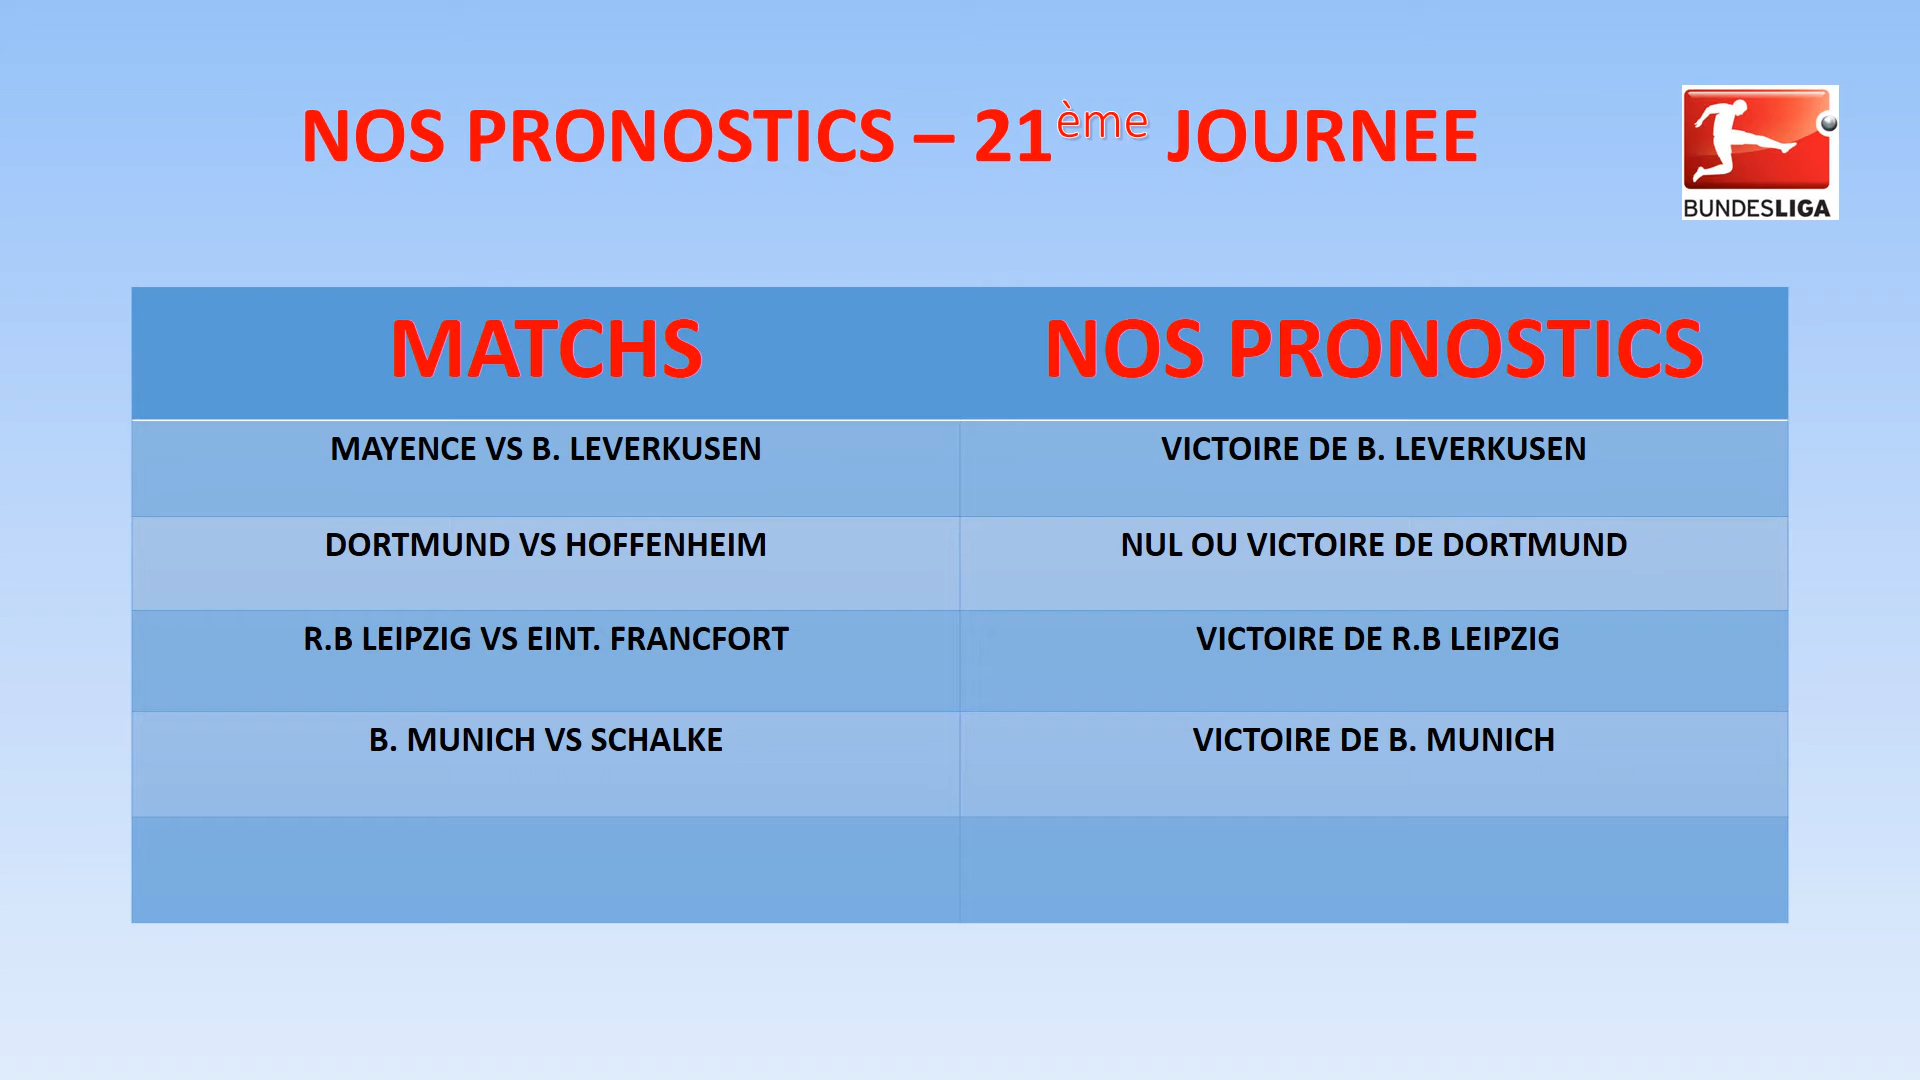 NOS PRONOSTICS – 21ème JOURNEE
BUNDESLIGA
MATCHS NOS PRONOSTICS
MAYENCE VS B. LEVERKUSEN VICTOIRE DE B. LEVERKUSEN
DORTMUND VS HOFFENHEIM NUL OU VICTOIRE DE DORTMUND
R.B LEIPZIG VS EINT. FRANCFORT VICTOIRE DE R.B LEIPZIG
B. MUNICH VS SCHALKE VICTOIRE DE B. MUNICH